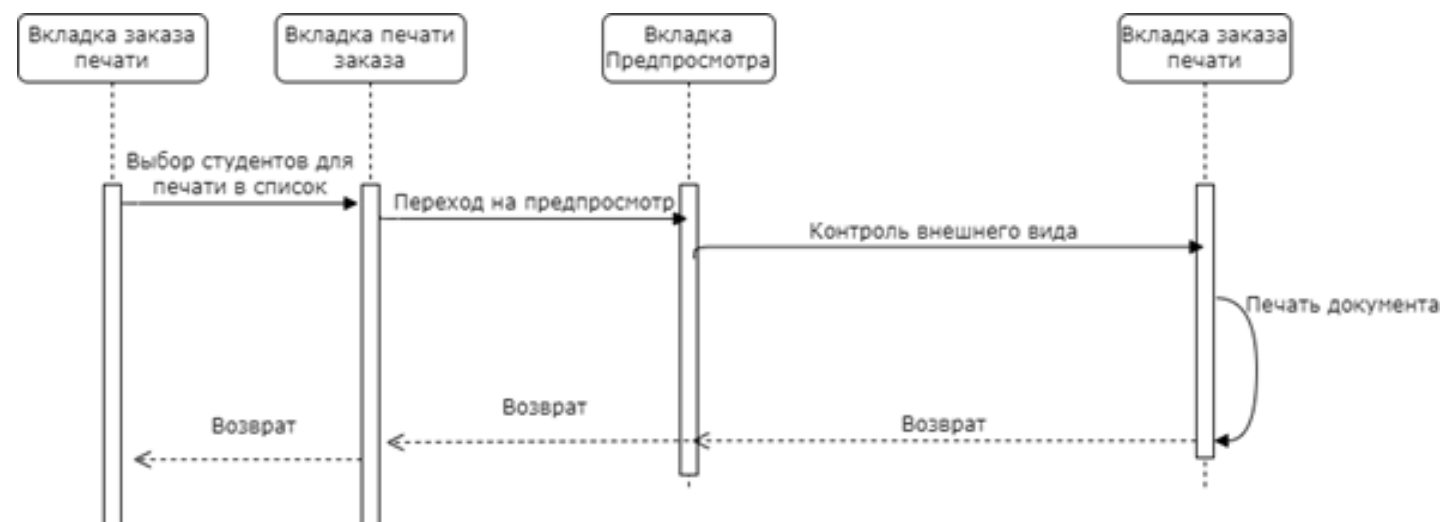 Вкладка заказа
печати
Вкладка печати
заказа
Вкладка
Предпросмотра
Вкладка заказа
печати
Выбор студентов для
печати в список
Переход на предпросмотр
Контроль внешнего вида
Печать документа
Возврат
Возврат
Возврат